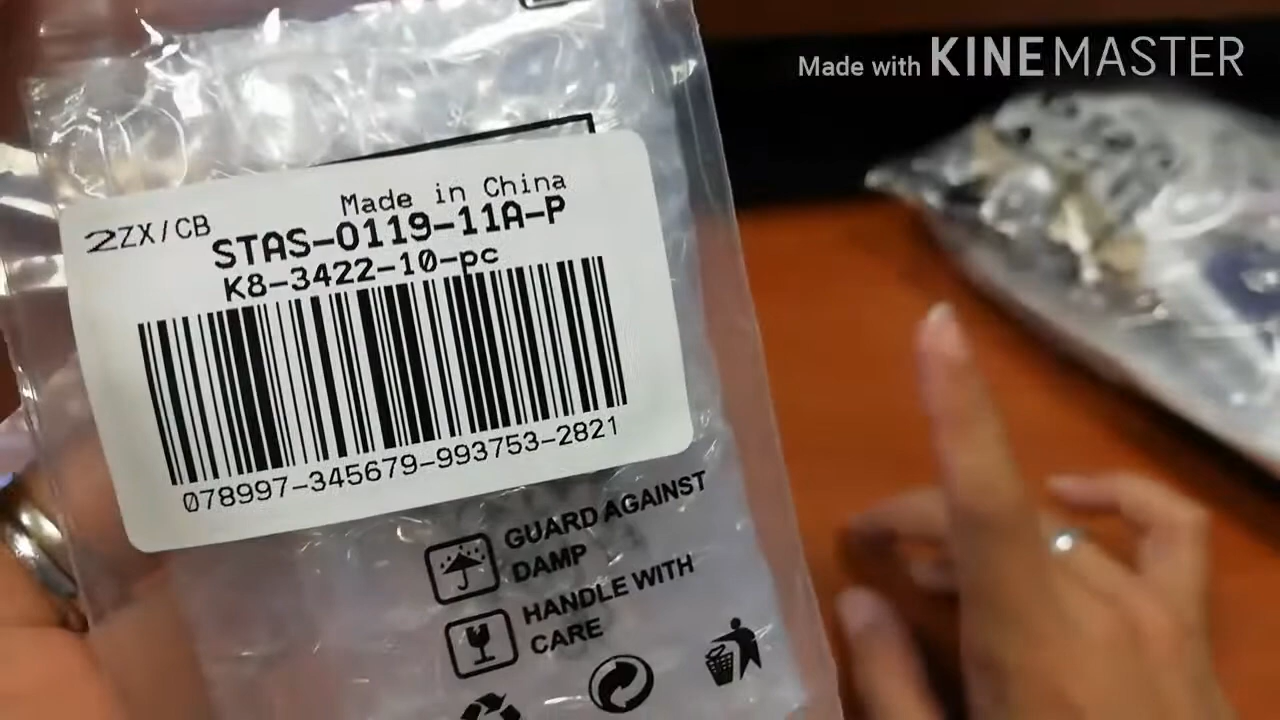 Made with KINEMASTER
Made in China
2ZX/CB
STAS-0119-11A-P
K8-3422-10-pc
078997-345679-993753-2821
GUARD AGAINST
DAMP
HANDLE WITH
CARE